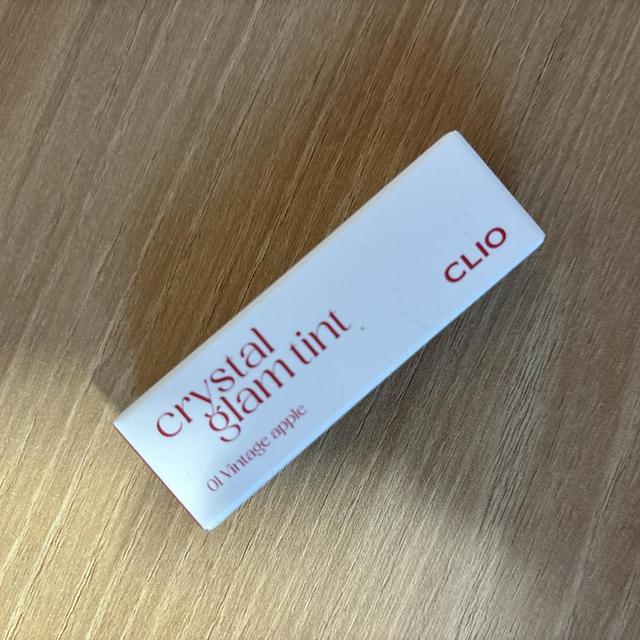 crystal
glam tint
01 Vintage apple
CLIO